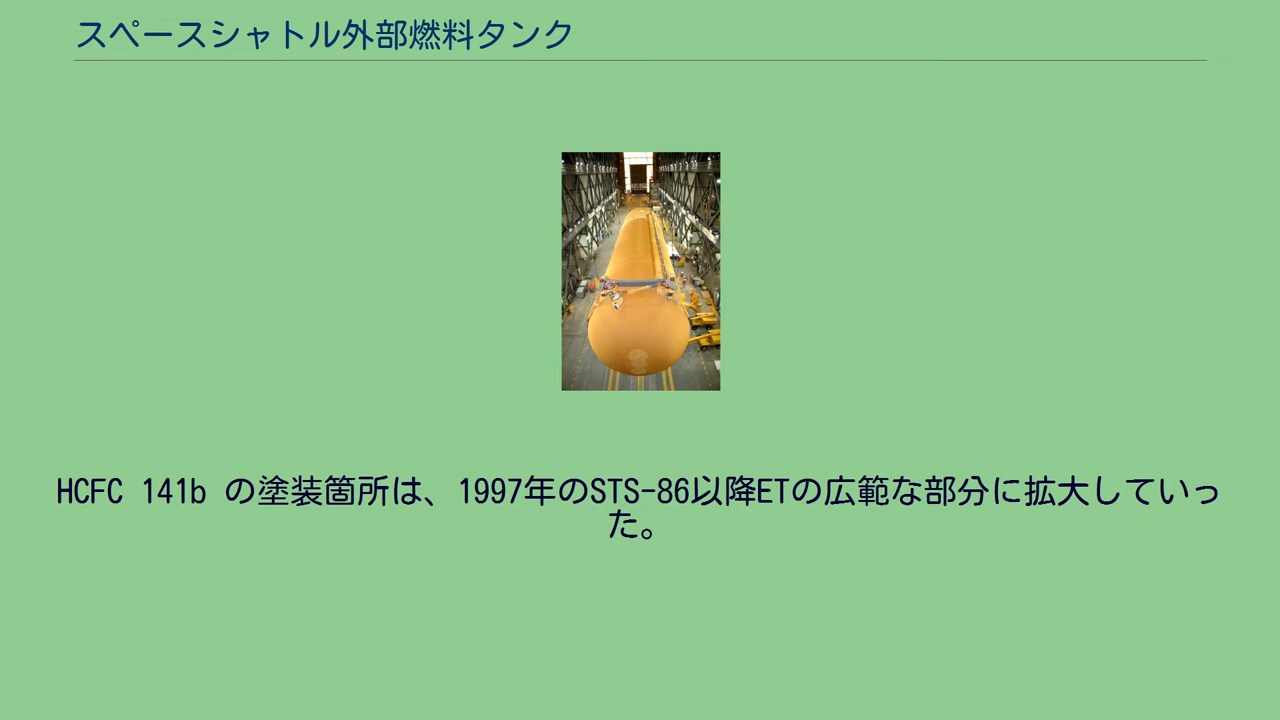 スペースシャトル外部燃料タンク
HCFC 141b の塗装箇所は、1997年のSTS-86以降ETの広範な部分に拡大していっ
た。